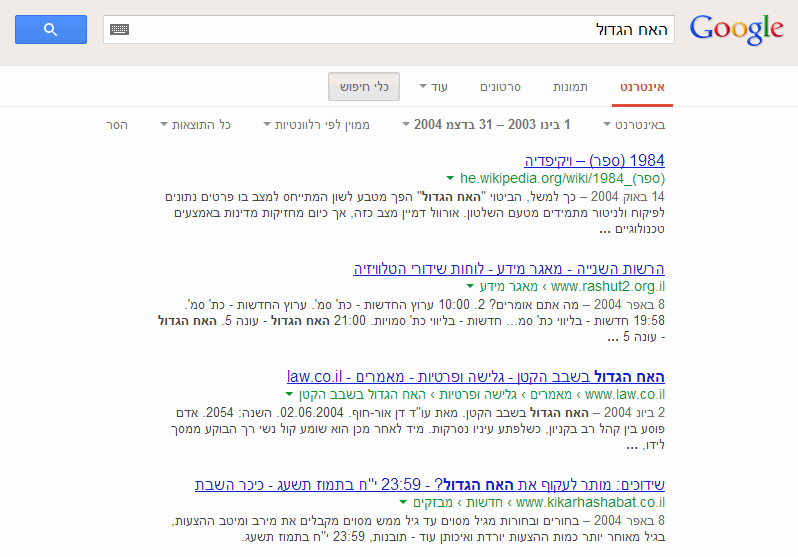 Google
האח הגדול
אינטרנט תמונות סרטונים עוד כלי חיפוש
באינטרנט 1 בינו 2003 – 31 בדצמ 2004 ממוין לפי רלוונטיות כל התוצאות הסר
1984 (ספר) – ויקיפדיה
he.wikipedia.org/wiki/1984_(ספר)
14 באוק 2004 – כך למשל, הביטוי "האח הגדול" הפך מטבע לשון המתייחס למצב בו פרטים נתונים
לפיקוח ולניטור מתמידים מטעם השלטון. אורוול דמיין מצב כזה, אך כיום מחזיקות מדינות באמצעים
טכנולוגיים ...
הרשות השנייה - מאגר מידע - לוחות שידורי הטלוויזיה
www.rashut2.org.il › מאגר מידע
8 באפר 2004 – מה אתם אומרים? 2. 10:00 ערוץ החדשות - כת' סמ'. ערוץ החדשות - כת' סמ'.
19:58 חדשות - בליווי כת' סמ... חדשות - בליווי כת' סמויות. 21:00 האח הגדול - עונה 5. האח הגדול
- עונה 5 ...
האח הגדול בשבב הקטן - גלישה ופרטיות - מאמרים - law.co.il
www.law.co.il › מאמרים › גלישה ופרטיות › האח הגדול בשבב הקטן
2 ביונ 2004 – האח הגדול בשבב הקטן. מאת עו"ד דן אור-חוף. 02.06.2004. השנה: 2054. אדם
פוסע בין קהל רב בקניון, כשלפתע עיניו נסרקות. מיד לאחר מכן הוא שומע קול נשי רך הבוקע ממסך
לידו, ...
שידוכים: מותר לעקוף את האח הגדול? - 23:59 י"ח בתמוז תשעג - כיכר השבת
www.kikarhashabat.co.il › חדשות › מבזקים
8 באפר 2004 – בחורים ובחורות מגיל מסוים עד גיל ממש מסוים מקבלים את מירב ומיטב ההצעות,
בגיל מאוחר יותר כמות ההצעות יורדת ואיכותן עוד - תובנות, 23:59 י"ח בתמוז תשעג.